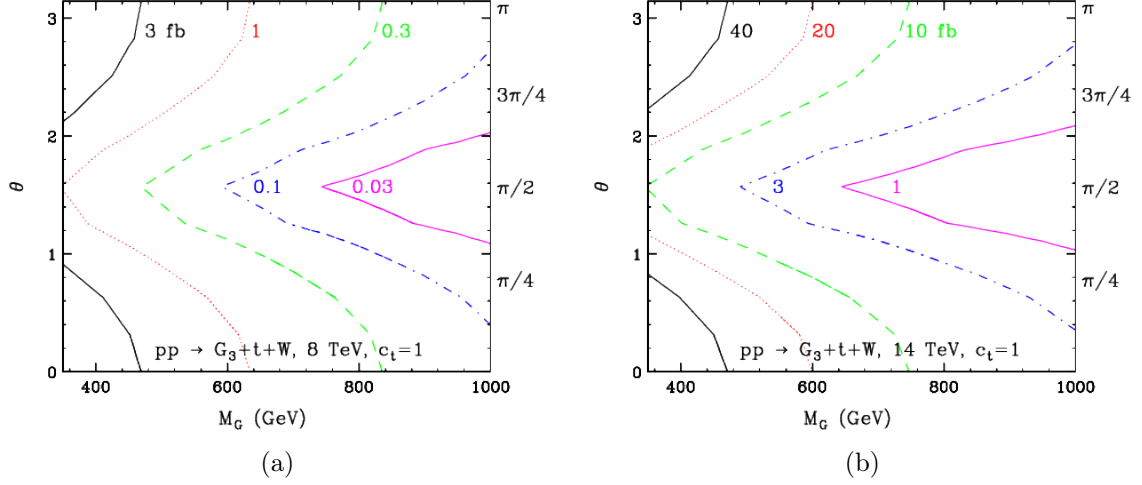 3 fb 1 0.3 π
3π/4
π/2
π/4
0.1 0.03
3
2
1
0
θ
pp → G₃+t+W, 8 TeV, cₜ=1
400 600 800 1000
M_G (GeV)
(a)
40 20 10 fb π
3π/4
π/2
π/4
3 1
3
2
1
0
θ
pp → G₃+t+W, 14 TeV, cₜ=1
400 600 800 1000
M_G (GeV)
(b)